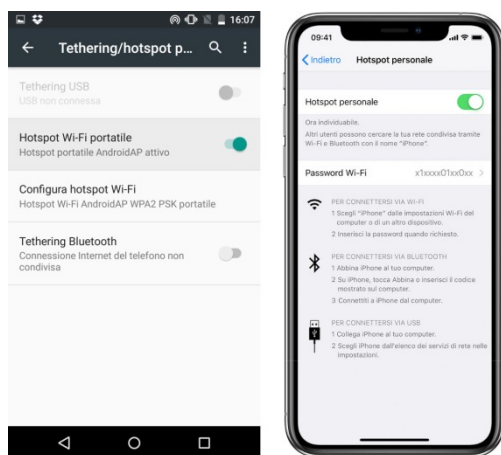 16:07
Tethering/hotspot p...
Tethering USB
USB non connessa
Hotspot Wi-Fi portatile
Hotspot portatile AndroidAP attivo
Configura hotspot Wi-Fi
Hotspot Wi-Fi AndroidAP WPA2 PSK portatile
Tethering Bluetooth
Connessione Internet del telefono non
condivisa
09:41
Indietro
Hotspot personale
Hotspot personale
Ora individuabile.
Altri utenti possono cercare la tua rete condivisa tramite
Wi-Fi e Bluetooth con il nome "iPhone".
Password Wi-Fi x1xxxx01xx0xx
PER CONNETTERSI VIA WI-FI
1 Scegli "iPhone" dalle impostazioni Wi-Fi del
computer o di un altro dispositivo.
2 Inserisci la password quando richiesto.
PER CONNETTERSI VIA BLUETOOTH
1 Abbina iPhone al tuo computer.
2 Su iPhone, tocca Abbina o inserisci il codice
mostrato sul computer.
3 Connettiti a iPhone dal computer.
PER CONNETTERSI VIA USB
1 Collega iPhone al tuo computer.
2 Scegli iPhone dall'elenco dei servizi di rete nelle
impostazioni.